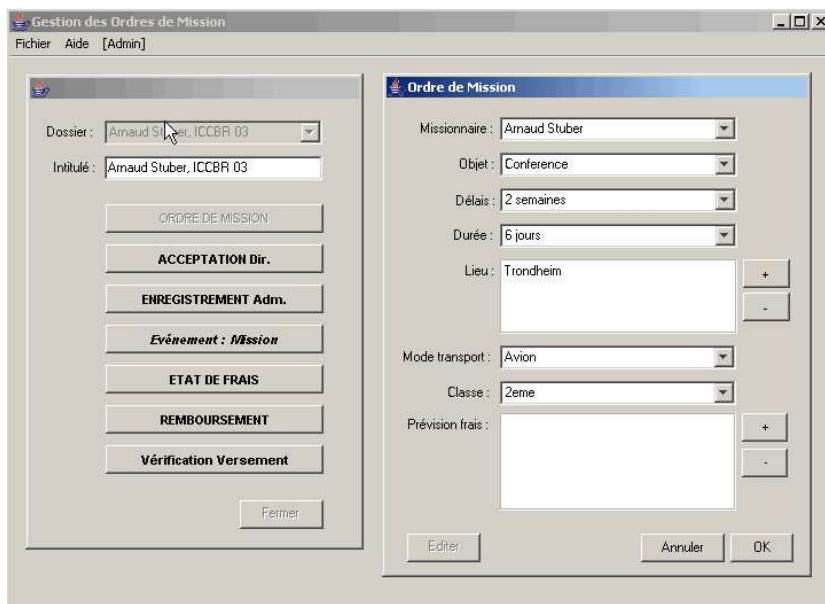 Gestion des Ordres de Mission
Fichier Aide [Admin]
Dossier : Arnaud Stuber, ICCBR 03
Intitulé : Arnaud Stuber, ICCBR 03
ORDRE DE MISSION
ACCEPTATION Dir.
ENREGISTREMENT Adm.
Evénement : Mission
ETAT DE FRAIS
REMBOURSEMENT
Vérification Versement
Fermer
Ordre de Mission
Missionnaire : Arnaud Stuber
Objet : Conference
Délais : 2 semaines
Durée : 6 jours
Lieu : Trondheim
+
-
Mode transport : Avion
Classe : 2eme
Prévision frais :
+
-
Editer Annuler OK